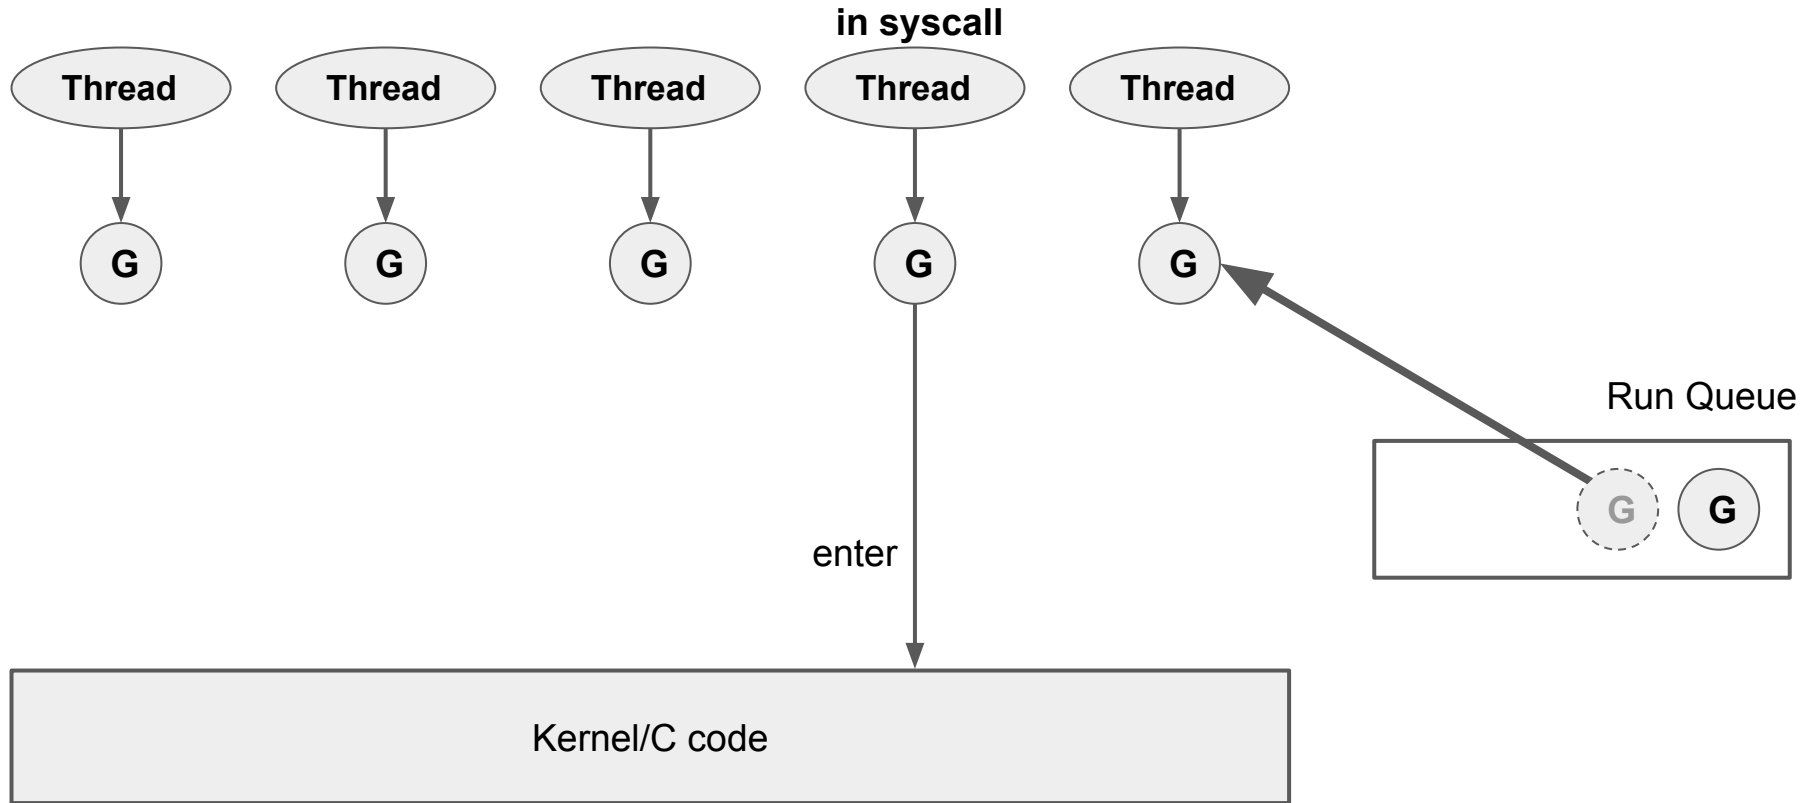 in syscall
Thread Thread Thread Thread Thread
G G G G G
Run Queue
G G
enter
Kernel/C code